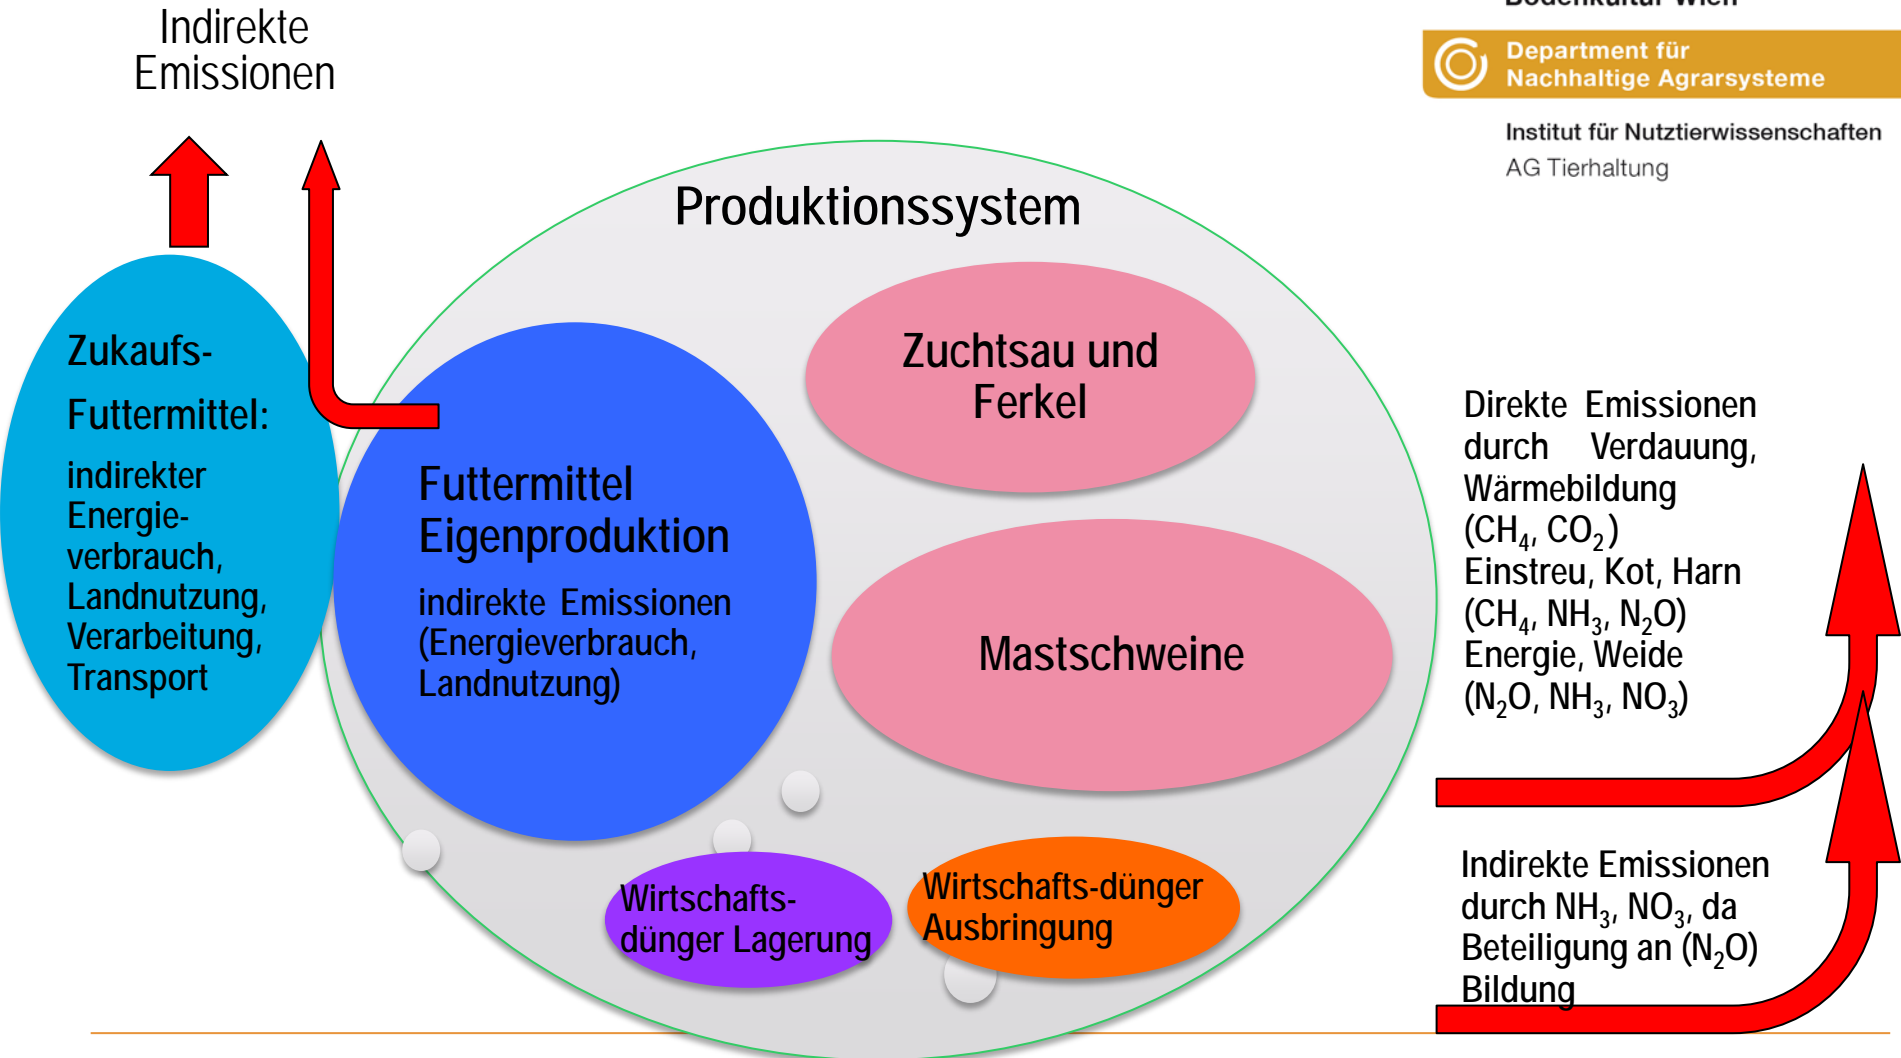 Indirekte
Emissionen
Bodenkultur Wien
Department für
Nachhaltige Agrarsysteme
Institut für Nutztierwissenschaften
AG Tierhaltung
Produktionssystem
Zukaufs-
Futtermittel:
indirekter
Energie-
verbrauch,
Landnutzung,
Verarbeitung,
Transport
Futtermittel
Eigenproduktion
indirekte Emissionen
(Energieverbrauch,
Landnutzung)
Zuchtsau und
Ferkel
Mastschweine
Wirtschafts-
dünger Lagerung
Wirtschafts-dünger
Ausbringung
Direkte Emissionen
durch Verdauung,
Wärmebildung
(CH₄, CO₂)
Einstreu, Kot, Harn
(CH₄, NH₃, N₂O)
Energie, Weide
(N₂O, NH₃, NO₃)
Indirekte Emissionen
durch NH₃, NO₃, da
Beteiligung an (N₂O)
Bildung